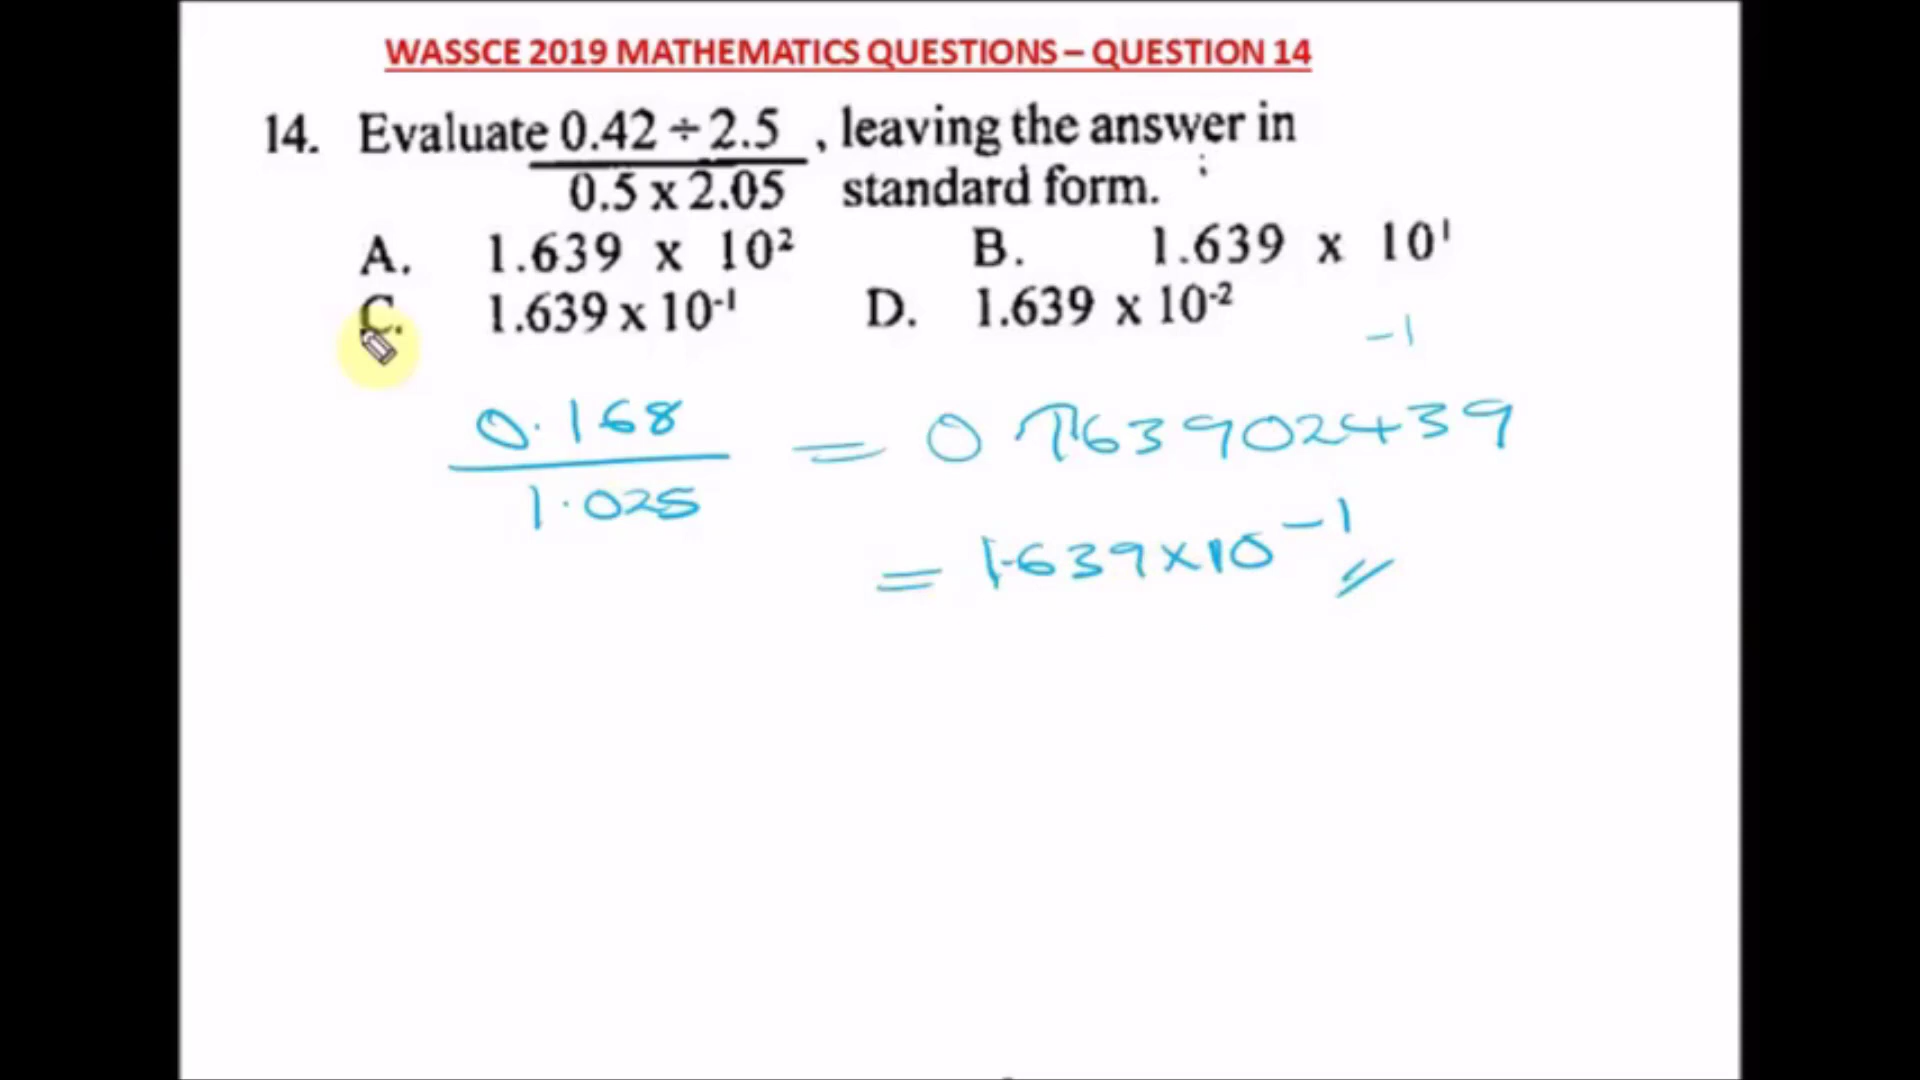 WASSCE 2019 MATHEMATICS QUESTIONS – QUESTION 14
14. Evaluate 0.42 ÷ 2.5 , leaving the answer in
0.5 x 2.05 standard form.
A. 1.639 x 10² B. 1.639 x 10¹
C. 1.639 x 10⁻¹ D. 1.639 x 10⁻²
-1
0.168
1.025
= 0 163902439
= 1.639 x 10⁻¹